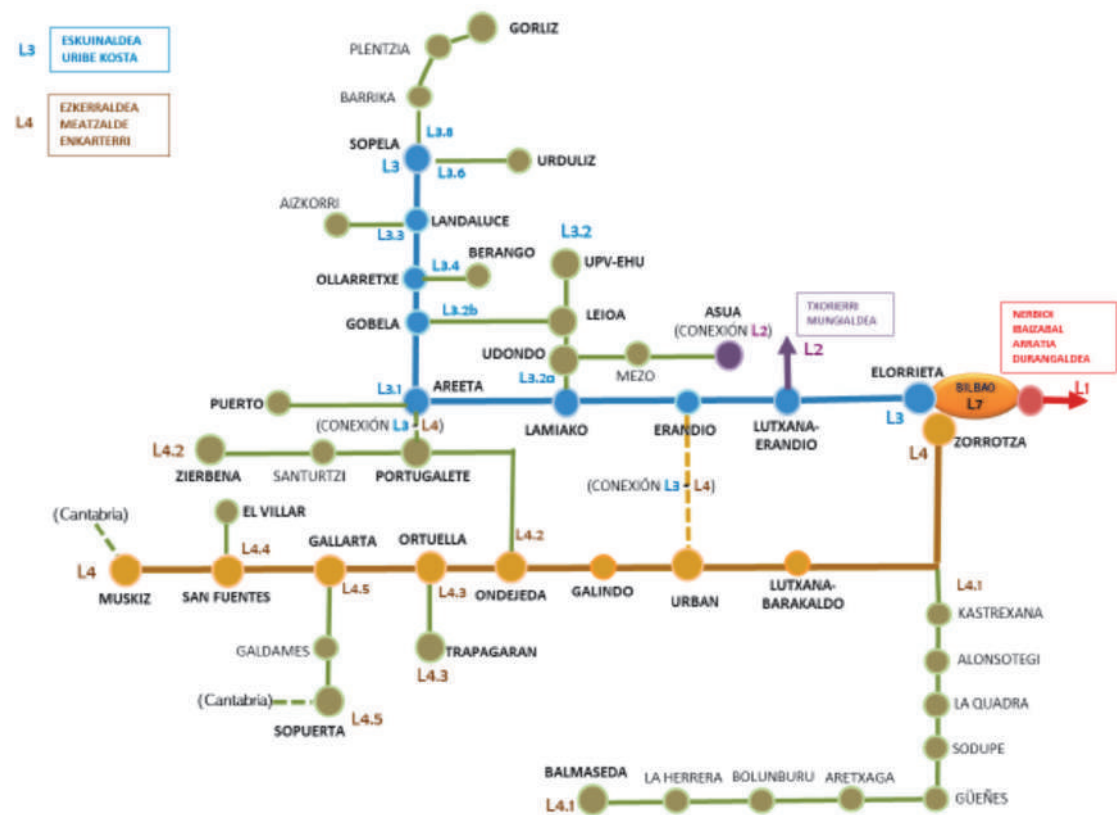 L3
ESKUINALDEA
URIBE KOSTA
L4
EZKERRALDEA
MEATZALDE
ENKARTERRI
GORLIZ
PLENTZIA
BARRIKA
L3.8
SOPELA
L3
L3.6
URDULIZ
AIZKORRI
LANDALUCE
L3.3
L3.2
BERANGO
OLLARRETXE
L3.4
UPV-EHU
GOBELA
L3.2b
LEIOA
ASUA
(CONEXIÓN L2)
TXORIERRI
MUNGIALDEA
L2
NERBIOI
IBAIZABAL
ARRATIA
DURANGALDEA
UDONDO
MEZO
L3.2a
L3.1
AREETA
ELORRIETA
BILBAO
L7
L1
PUERTO
L3
(CONEXIÓN L3 - L4)
LAMIAKO
ERANDIO
LUTXANA-
ERANDIO
L4
ZORROTZA
L4.2
ZIERBENA
SANTURTZI
PORTUGALETE
(CONEXIÓN L3 - L4)
(Cantabria)
EL VILLAR
L4.4
GALLARTA
ORTUELLA
L4.2
L4
MUSKIZ
SAN FUENTES
L4.5
L4.3
ONDEJEDA
GALINDO
URBAN
LUTXANA-
BARAKALDO
L4.1
KASTREXANA
GALDAMES
TRAPAGARAN
L4.3
ALONSOTEGI
(Cantabria)
SOPUERTA
L4.5
LA QUADRA
SODUPE
BALMASEDA
L4.1
LA HERRERA
BOLUNBURU
ARETXAGA
GÜEÑES